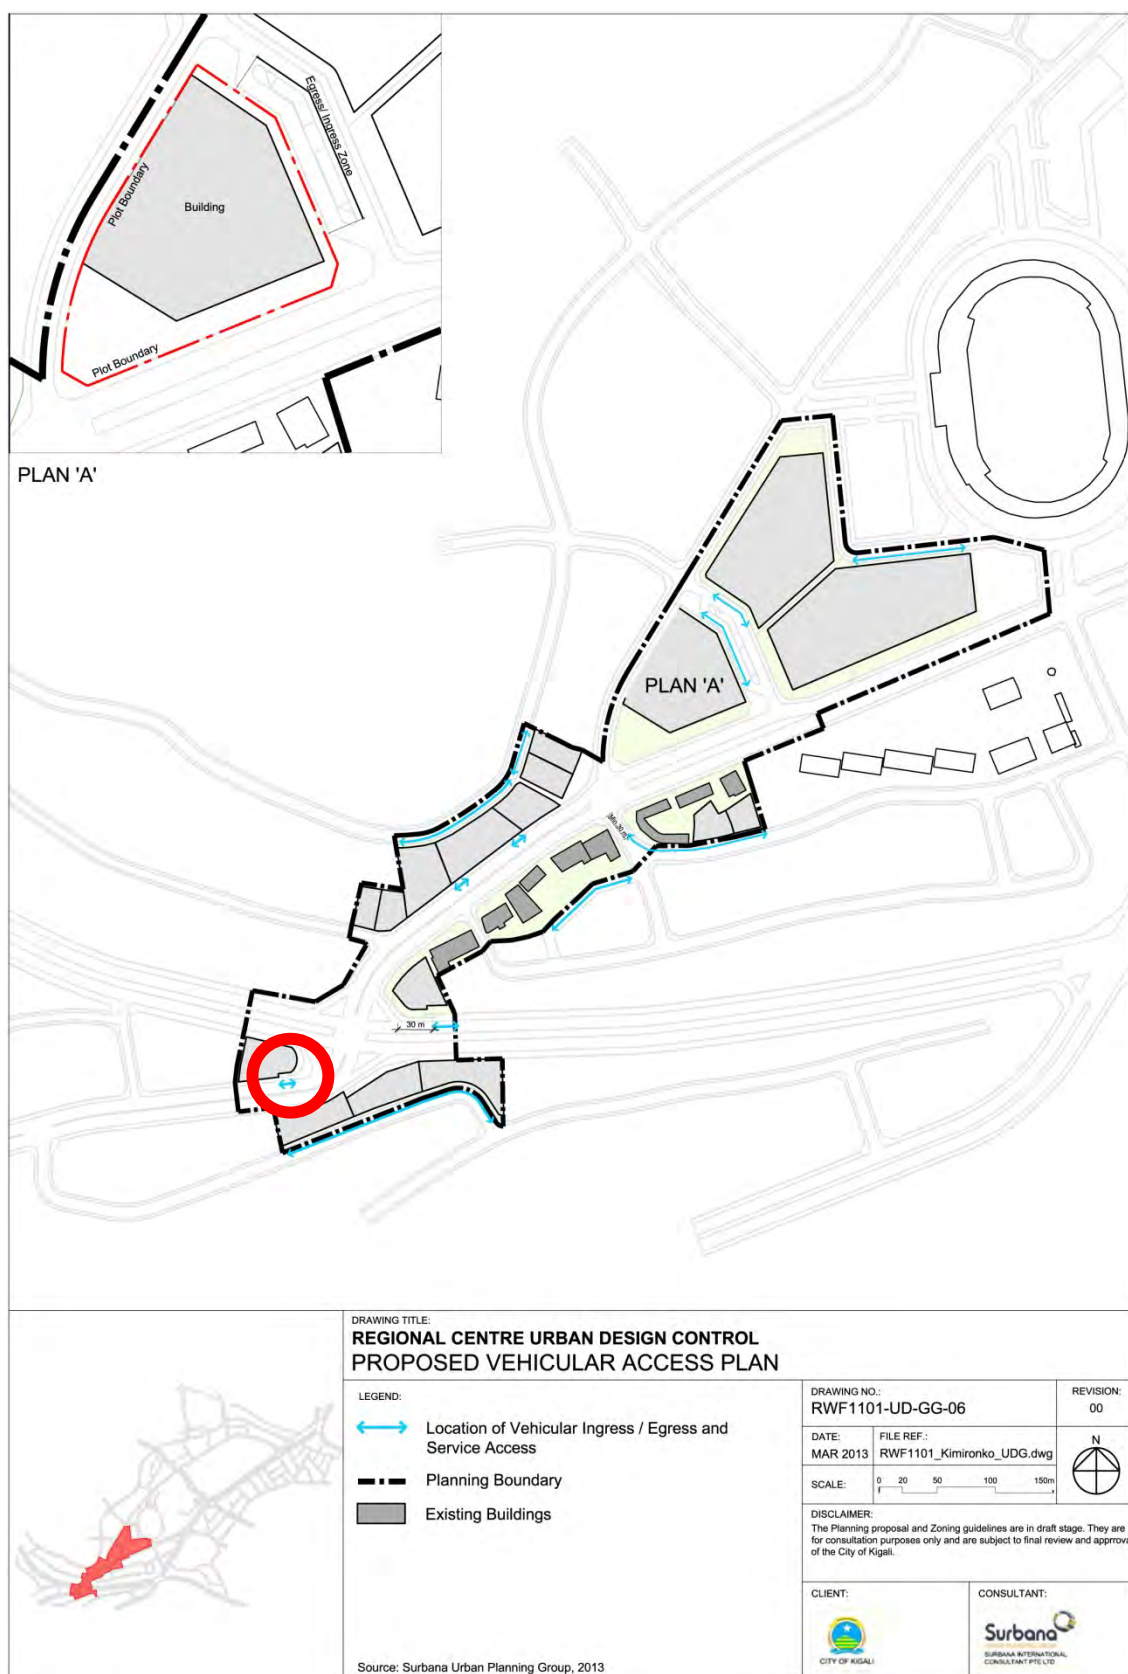 Egress/ Ingress Zone
Plot Boundary
Building
Plot Boundary
PLAN 'A'
PLAN 'A'
Min.30 m
30 m
DRAWING TITLE:
REGIONAL CENTRE URBAN DESIGN CONTROL
PROPOSED VEHICULAR ACCESS PLAN
LEGEND:
Location of Vehicular Ingress / Egress and
Service Access
Planning Boundary
Existing Buildings
Source: Surbana Urban Planning Group, 2013
DRAWING NO.:
RWF1101-UD-GG-06
REVISION:
00
DATE:
MAR 2013
FILE REF.:
RWF1101_Kimironko_UDG.dwg
N
SCALE:
0 20 50 100 150m
DISCLAIMER:
The Planning proposal and Zoning guidelines are in draft stage. They are
for consultation purposes only and are subject to final review and apprrova
of the City of Kigali.
CLIENT:
CITY OF KIGALI
CONSULTANT:
Surbana
SURBANA INTERNATIONAL
CONSULTANT PTE LTD